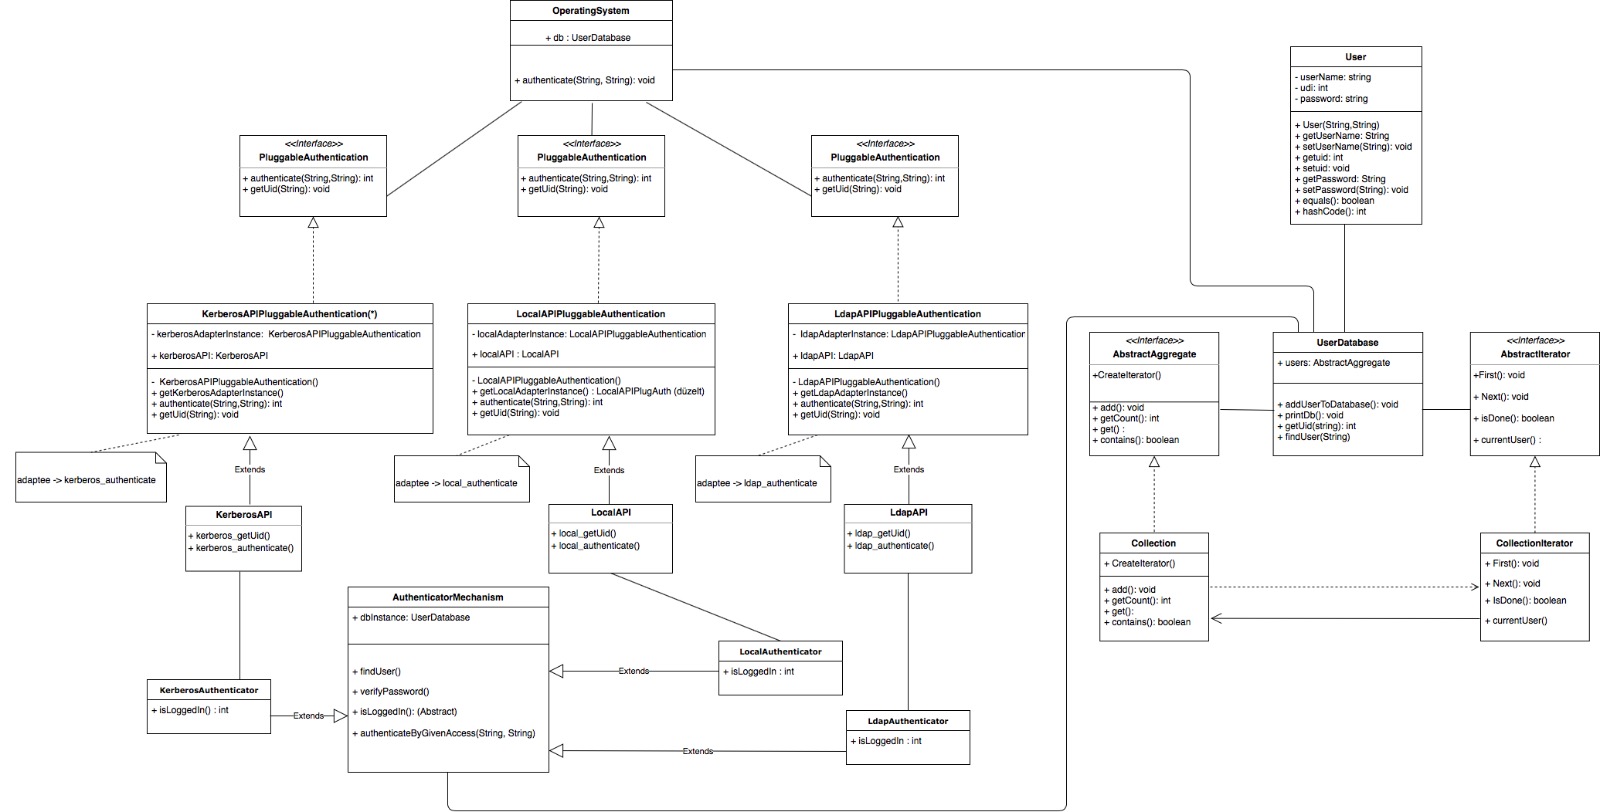 OperatingSystem
+ db : UserDatabase
+ authenticate(String, String): void
<<Interface>>
PluggableAuthentication
+ authenticate(String,String): int
+ getUid(String): void
<<Interface>>
PluggableAuthentication
+ authenticate(String,String): int
+ getUid(String): void
<<Interface>>
PluggableAuthentication
+ authenticate(String,String): int
+ getUid(String): void
User
- userName: string
- udi: int
- password: string
+ User(String,String)
+ getUserName: String
+ setUserName(String): void
+ getuid: int
+ setuid: void
+ getPassword: String
+ setPassword(String): void
+ equals(): boolean
+ hashCode(): int
KerberosAPIPluggableAuthentication(*)
- kerberosAdapterInstance: KerberosAPIPluggableAuthentication
+ kerberosAPI: KerberosAPI
- KerberosAPIPluggableAuthentication()
+ getKerberosAdapterInstance()
+ authenticate(String,String): int
+ getUid(String): void
LocalAPIPluggableAuthentication
- localAdapterInstance: LocalAPIPluggableAuthentication
+ localAPI : LocalAPI
- LocalAPIPluggableAuthentication()
+ getLocalAdapterInstance() : LocalAPIPlugAuth (düzelt)
+ authenticate(String,String): int
+ getUid(String): void
LdapAPIPluggableAuthentication
- ldapAdapterInstance: LdapAPIPluggableAuthentication
+ ldapAPI: LdapAPI
- LdapAPIPluggableAuthentication()
+ getLdapAdapterInstance()
+ authenticate(String,String): int
+ getUid(String): void
<<Interface>>
AbstractAggregate
+CreateIterator()
+ add(): void
+ getCount(): int
+ get() :
+ contains(): boolean
UserDatabase
+ users: AbstractAggregate
+ addUserToDatabase(): void
+ printDb(): void
+ getUid(string): int
+ findUser(String)
<<Interface>>
AbstractIterator
+First(): void
+ Next(): void
+ isDone(): boolean
+ currentUser() :
adaptee -> kerberos_authenticate
Extends
adaptee -> local_authenticate
Extends
adaptee -> ldap_authenticate
Extends
KerberosAPI
+ kerberos_getUid()
+ kerberos_authenticate()
LocalAPI
+ local_getUid()
+ local_authenticate()
LdapAPI
+ ldap_getUid()
+ ldap_authenticate()
Collection
+ CreateIterator()
+ add(): void
+ getCount(): int
+ get():
+ contains(): boolean
CollectionIterator
+ First(): void
+ Next(): void
+ IsDone(): boolean
+ currentUser()
AuthenticatorMechanism
+ dbInstance: UserDatabase
+ findUser()
+ verifyPassword()
+ isLoggedIn(): (Abstract)
+ authenticateByGivenAccess(String, String)
LocalAuthenticator
+ isLoggedIn : int
Extends
KerberosAuthenticator
+ isLoggedIn() : int
Extends
LdapAuthenticator
+ isLoggedIn : int
Extends